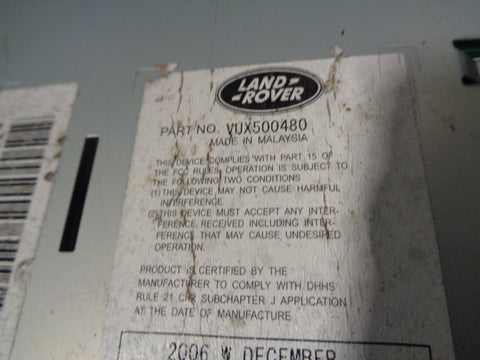 LAND-
-ROVER
PART NO. VUX500480
MADE IN MALAYSIA
THIS DEVICE COMPLIES WITH PART 15 OF
THE FCC RULES. OPERATION IS SUBJECT TO
THE FOLLOWING TWO CONDITIONS
(1) THIS DEVICE MAY NOT CAUSE HARMFUL
INTERFERENCE.
(2) THIS DEVICE MUST ACCEPT ANY INTER-
FERENCE RECEIVED INCLUDING INTER-
FERENCE THAT MAY CAUSE UNDESIRED
OPERATION.
PRODUCT IS CERTIFIED BY THE
MANUFACTURER TO COMPLY WITH DHHS
RULE 21 CFR SUBCHAPTER J APPLICATION
AT THE DATE OF MANUFACTURE
2006 W DECEMBER